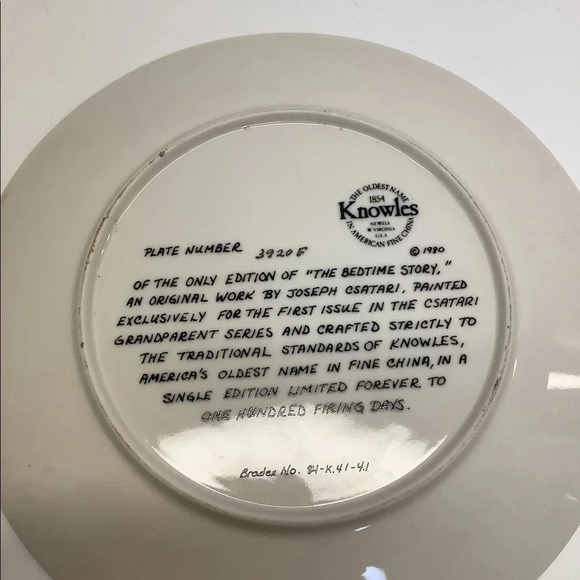 THE OLDEST NAME
1854
Knowles
NEWELL
W VIRGINIA
U.S.A
IN AMERICAN FINE CHINA
PLATE NUMBER 3920F
© 1980
OF THE ONLY EDITION OF "THE BEDTIME STORY,"
AN ORIGINAL WORK BY JOSEPH CSATARI, PAINTED
EXCLUSIVELY FOR THE FIRST ISSUE IN THE CSATARI
GRANDPARENT SERIES AND CRAFTED STRICTLY TO
THE TRADITIONAL STANDARDS OF KNOWLES,
AMERICA'S OLDEST NAME IN FINE CHINA, IN A
SINGLE EDITION LIMITED FOREVER TO
ONE HUNDRED FIRING DAYS.
Bradex No. 84-K.41-4.1